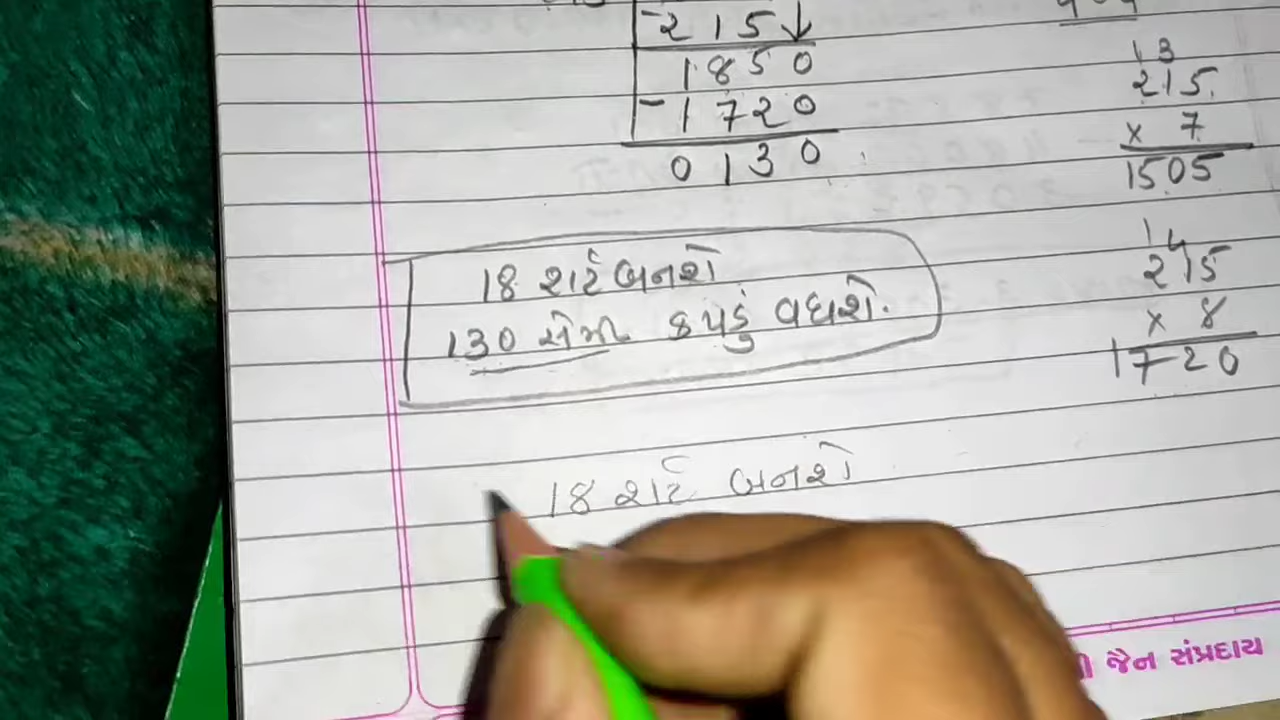 -215↓
1850
-1720
0130
18 શર્ટ બનશે
130 સેમી કપડું વધશે.
13
215
x 7
1505
14
215
x 8
1720
18 શર્ટ બનશે
જૈન સંપ્રદાય